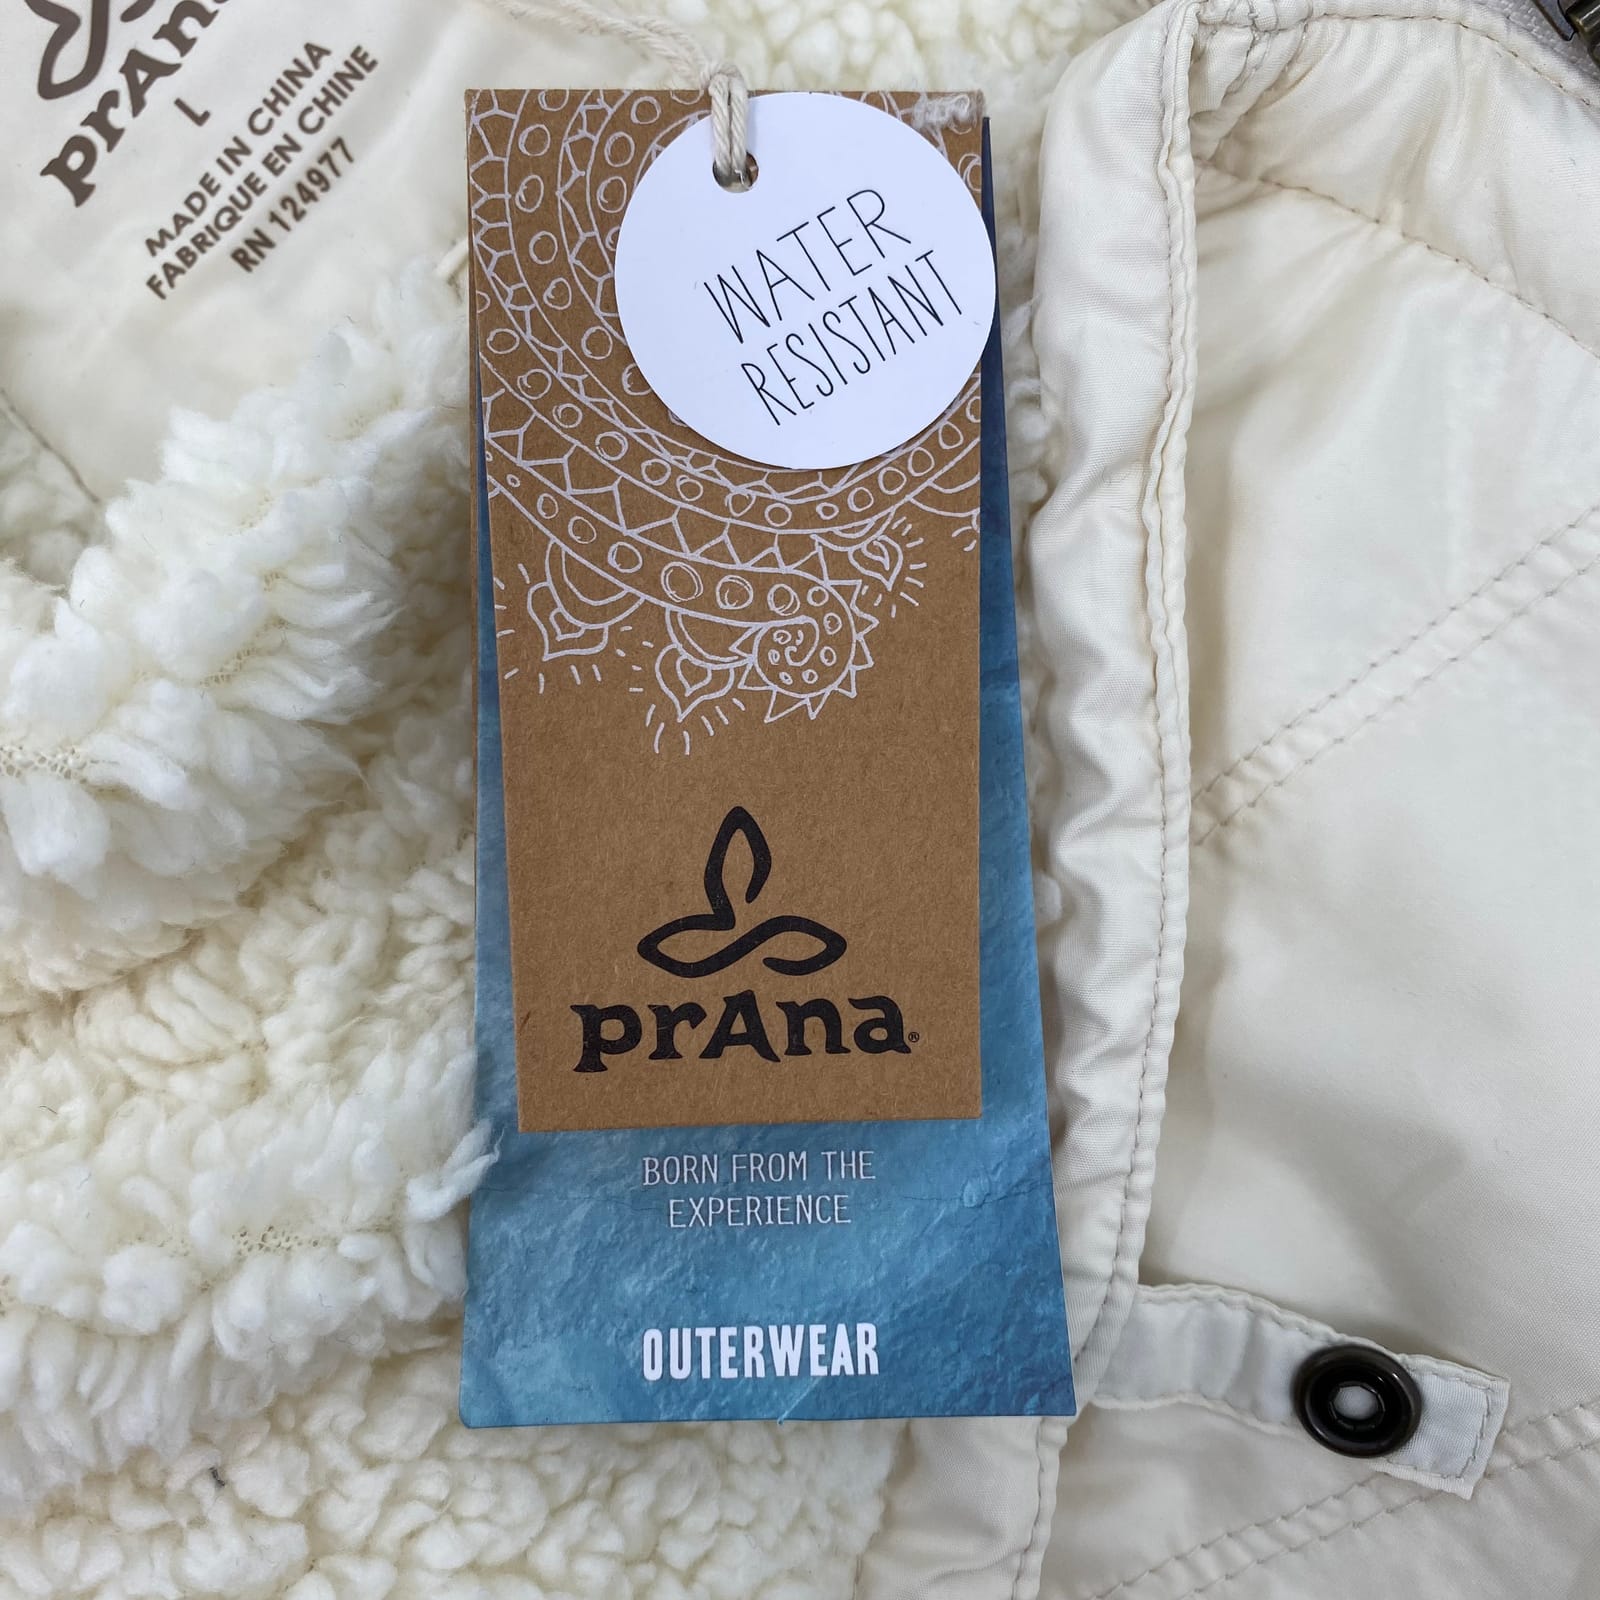 prAna
L
MADE IN CHINA
FABRIQUE EN CHINE
RN 124977
WATER
RESISTANT
prAna®
BORN FROM THE
EXPERIENCE
OUTERWEAR